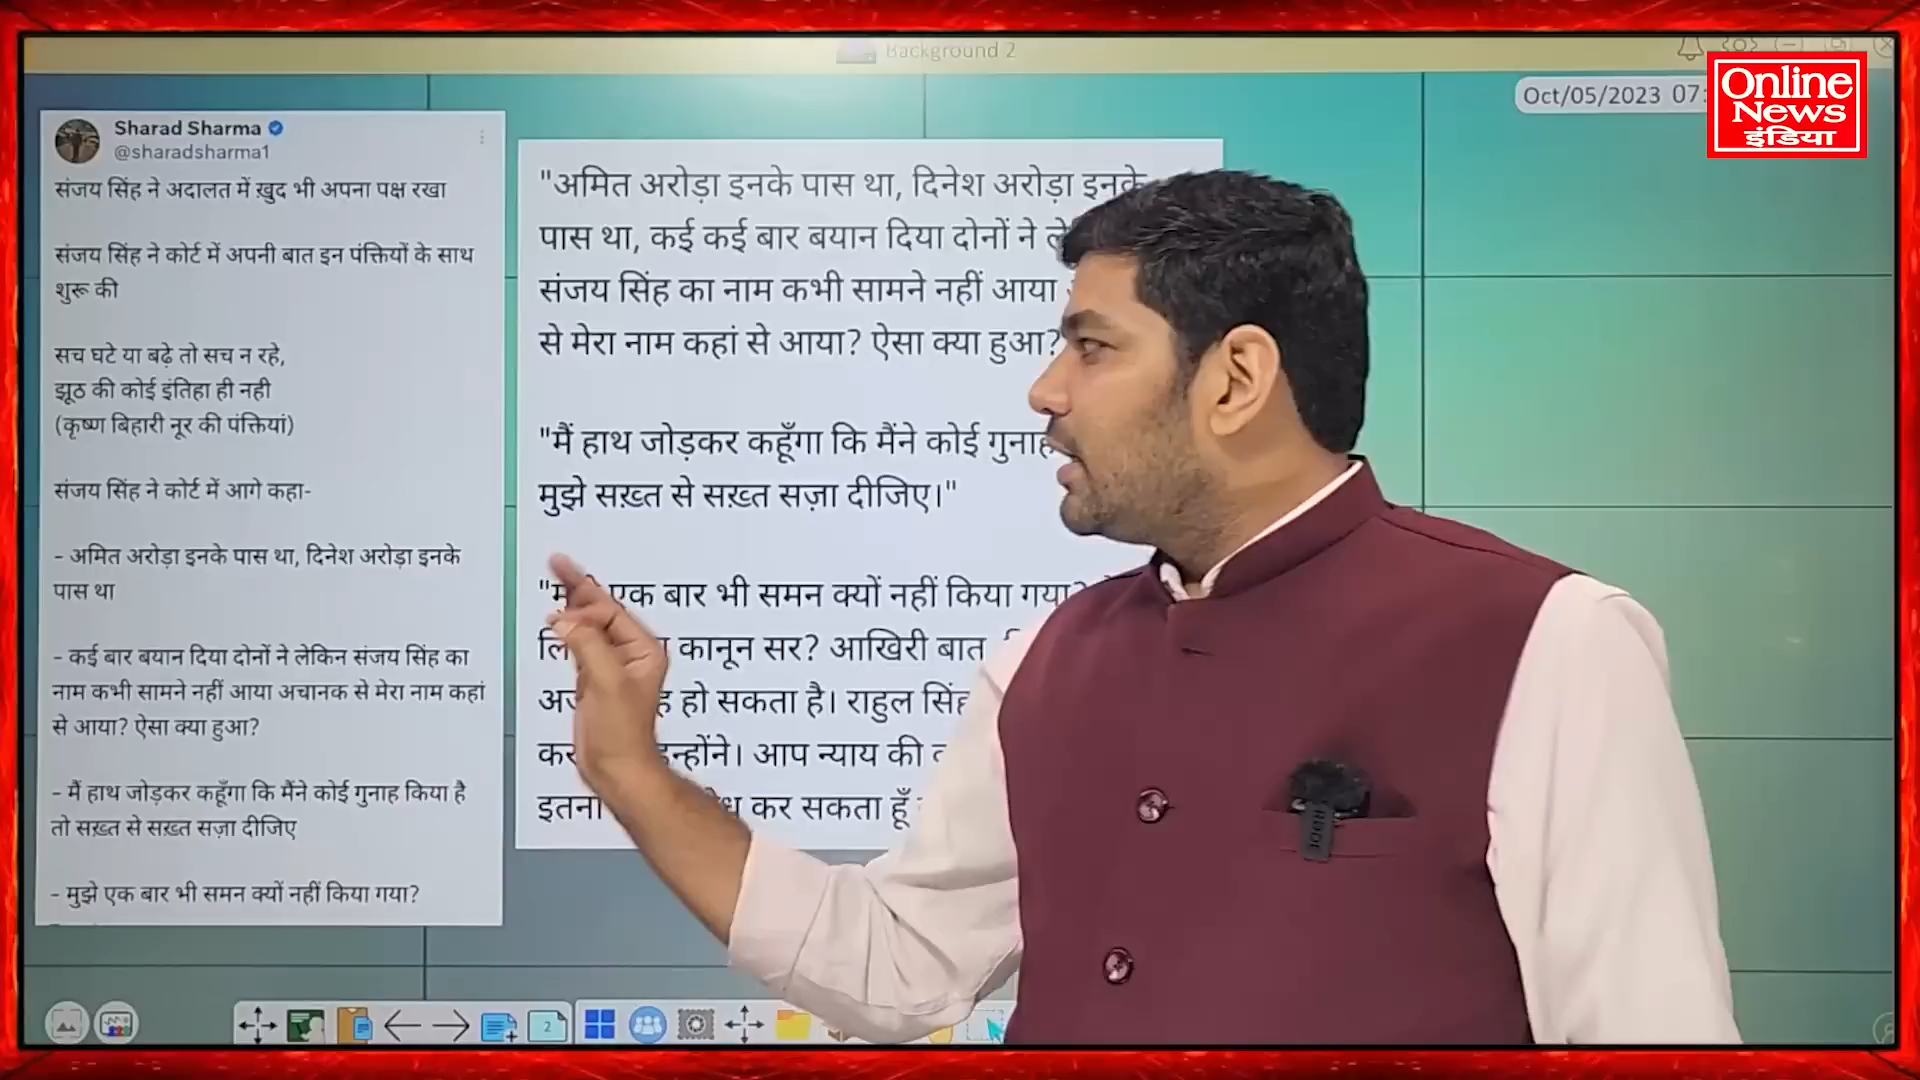 Background 2
Oct/05/2023 07:
Online
News
इंडिया
Sharad Sharma
@sharadsharma1
संजय सिंह ने अदालत में ख़ुद भी अपना पक्ष रखा
संजय सिंह ने कोर्ट में अपनी बात इन पंक्तियों के साथ
शुरू की
सच घटे या बढ़े तो सच न रहे,
झूठ की कोई इंतिहा ही नही
(कृष्ण बिहारी नूर की पंक्तियां)
संजय सिंह ने कोर्ट में आगे कहा-
- अमित अरोड़ा इनके पास था, दिनेश अरोड़ा इनके
पास था
- कई बार बयान दिया दोनों ने लेकिन संजय सिंह का
नाम कभी सामने नहीं आया अचानक से मेरा नाम कहां
से आया? ऐसा क्या हुआ?
- मैं हाथ जोड़कर कहूँगा कि मैंने कोई गुनाह किया है
तो सख़्त से सख़्त सज़ा दीजिए
- मुझे एक बार भी समन क्यों नहीं किया गया?
"अमित अरोड़ा इनके पास था, दिनेश अरोड़ा इनके
पास था, कई कई बार बयान दिया दोनों ने
संजय सिंह का नाम कभी सामने नहीं आया
से मेरा नाम कहां से आया? ऐसा क्या हुआ?
"मैं हाथ जोड़कर कहूँगा कि मैंने कोई गुनाह
मुझे सख़्त से सख़्त सज़ा दीजिए।"
एक बार भी समन क्यों नहीं किया गया?
कानून सर? आखिरी बात
हो सकता है। राहुल सिंह
इन्होंने। आप न्याय की
इतना कर सकता हूँ
2